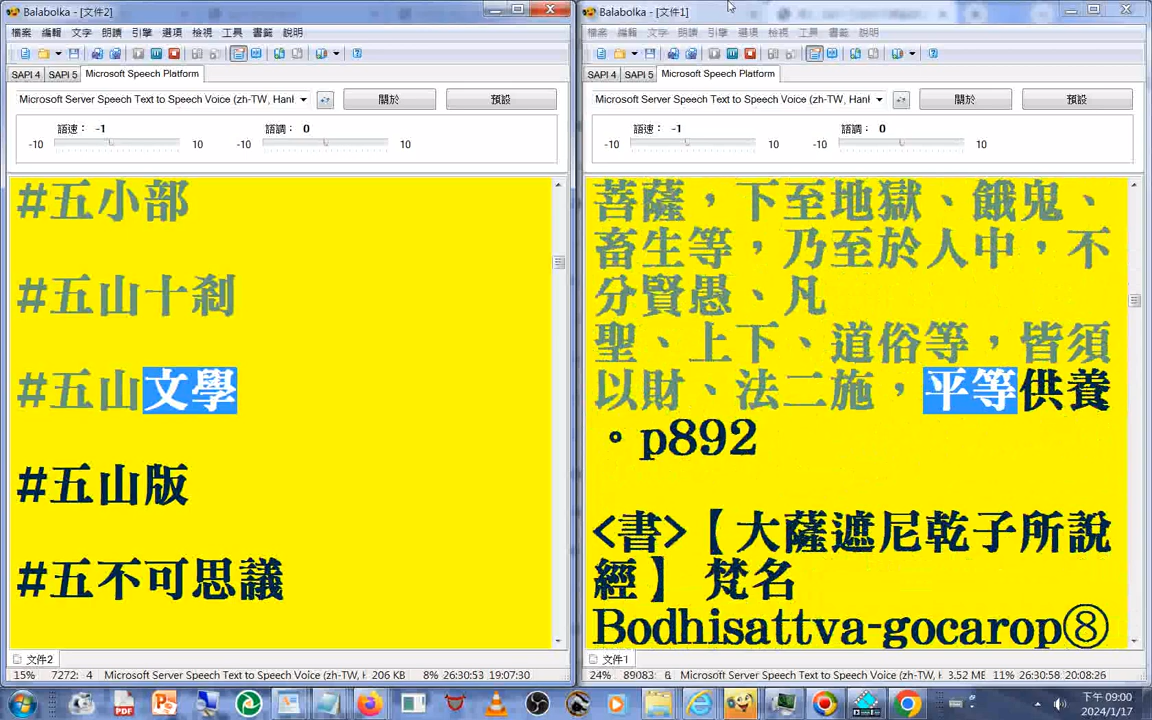 Balabolka - [文件2]
檔案 編輯 文字 朗讀 引擎 選項 檢視 工具 書籤 說明
SAPI 4 SAPI 5 Microsoft Speech Platform
Microsoft Server Speech Text to Speech Voice (zh-TW, Hanl
關於
預設
語速： -1
語調： 0
-10 10 -10 10
#五小部
#五山十剎
#五山文學
#五山版
#五不可思議
文件2
15% 7272: 4 Microsoft Server Speech Text to Speech Voice (zh-TW, H 206 KB 8% 26:30:53 19:07:30
Balabolka - [文件1]
檔案 編輯 文字 朗讀 引擎 選項 檢視 工具 書籤 說明
SAPI 4 SAPI 5 Microsoft Speech Platform
Microsoft Server Speech Text to Speech Voice (zh-TW, Hanl
關於
預設
語速： -1
語調： 0
-10 10 -10 10
菩薩，下至地獄、餓鬼、
畜生等，乃至於人中，不
分賢愚、凡
聖、上下、道俗等，皆須
以財、法二施，平等供養
。p892
<書>【大薩遮尼乾子所說
經】 梵名
Bodhisattva-gocarop⑧
文件1
24% 89083: 6 Microsoft Server Speech Text to Speech Voice (zh-TW, H 3.52 MB 11% 26:30:58 20:08:26
PDF
下午 09:00
2024/1/17